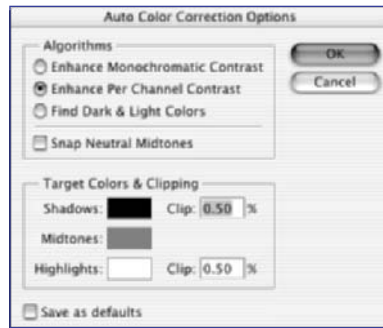 Auto Color Correction Options
Algorithms
Enhance Monochromatic Contrast
Enhance Per Channel Contrast
Find Dark & Light Colors
Snap Neutral Midtones
OK
Cancel
Target Colors & Clipping
Shadows: Clip: 0.50 %
Midtones:
Highlights: Clip: 0.50 %
Save as defaults